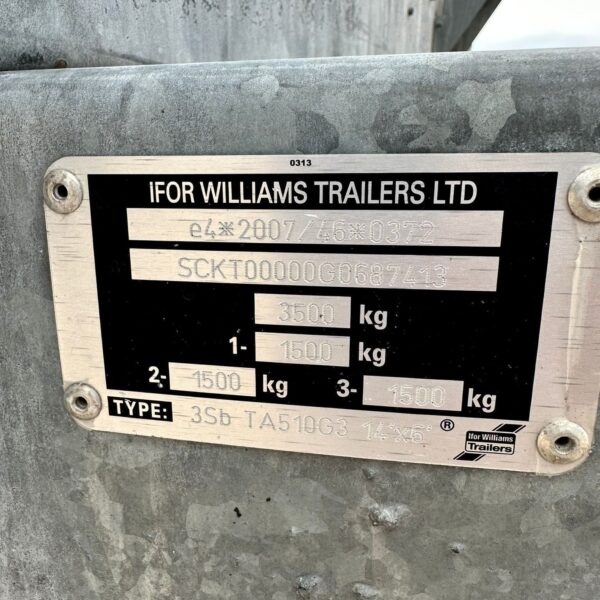 0313
IFOR WILLIAMS TRAILERS LTD
e4*2007/46*0372
SCKT00000G0687413
3500 kg
1- 1500 kg
2- 1500 kg 3- 1500 kg
TYPE: 3Sb TA510G3 14'x6' ®
Ifor Williams
Trailers